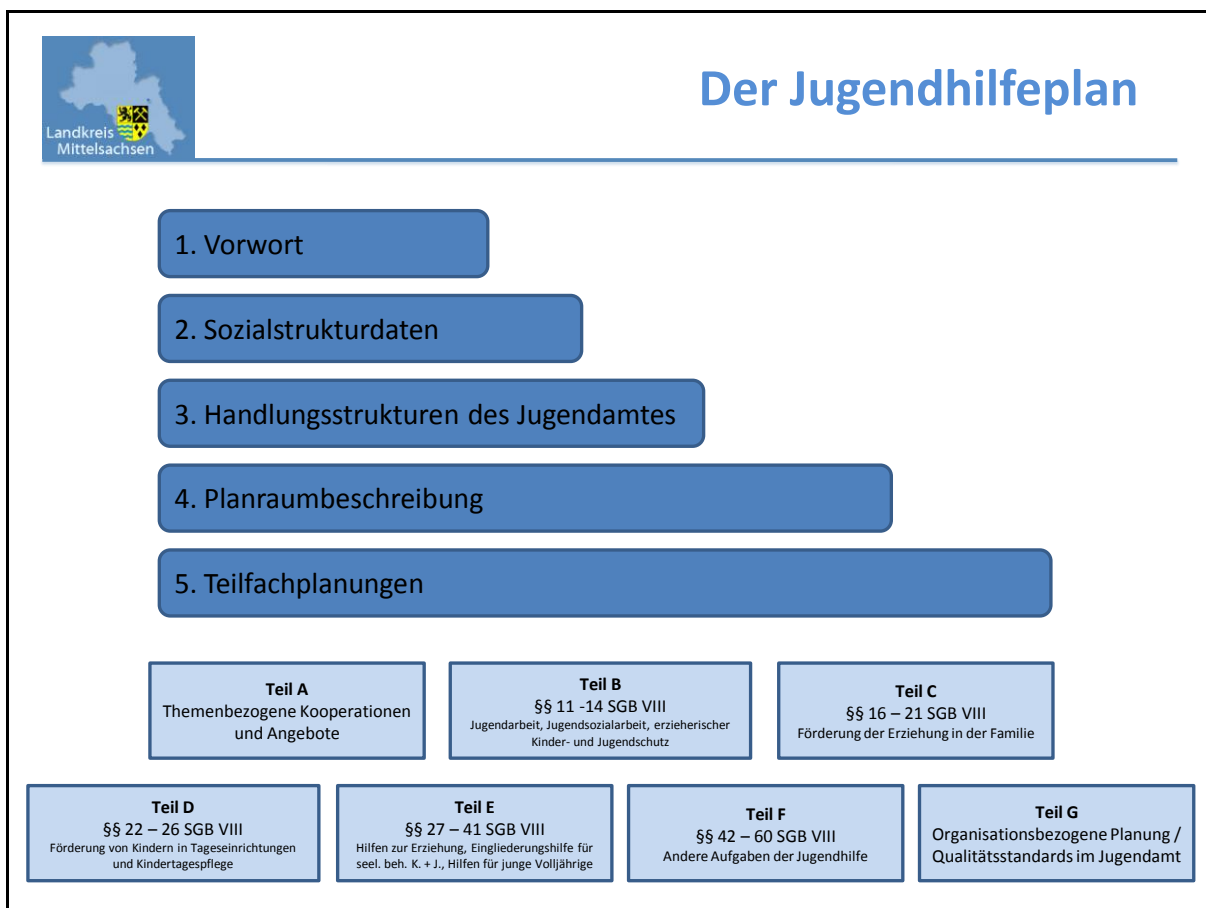 Landkreis
Mittelsachsen
Der Jugendhilfeplan
1. Vorwort
2. Sozialstrukturdaten
3. Handlungsstrukturen des Jugendamtes
4. Planraumbeschreibung
5. Teilfachplanungen
Teil A
Themenbezogene Kooperationen
und Angebote
Teil B
§§ 11 -14 SGB VIII
Jugendarbeit, Jugendsozialarbeit, erzieherischer
Kinder- und Jugendschutz
Teil C
§§ 16 – 21 SGB VIII
Förderung der Erziehung in der Familie
Teil D
§§ 22 – 26 SGB VIII
Förderung von Kindern in Tageseinrichtungen
und Kindertagespflege
Teil E
§§ 27 – 41 SGB VIII
Hilfen zur Erziehung, Eingliederungshilfe für
seel. beh. K. + J., Hilfen für junge Volljährige
Teil F
§§ 42 – 60 SGB VIII
Andere Aufgaben der Jugendhilfe
Teil G
Organisationsbezogene Planung /
Qualitätsstandards im Jugendamt